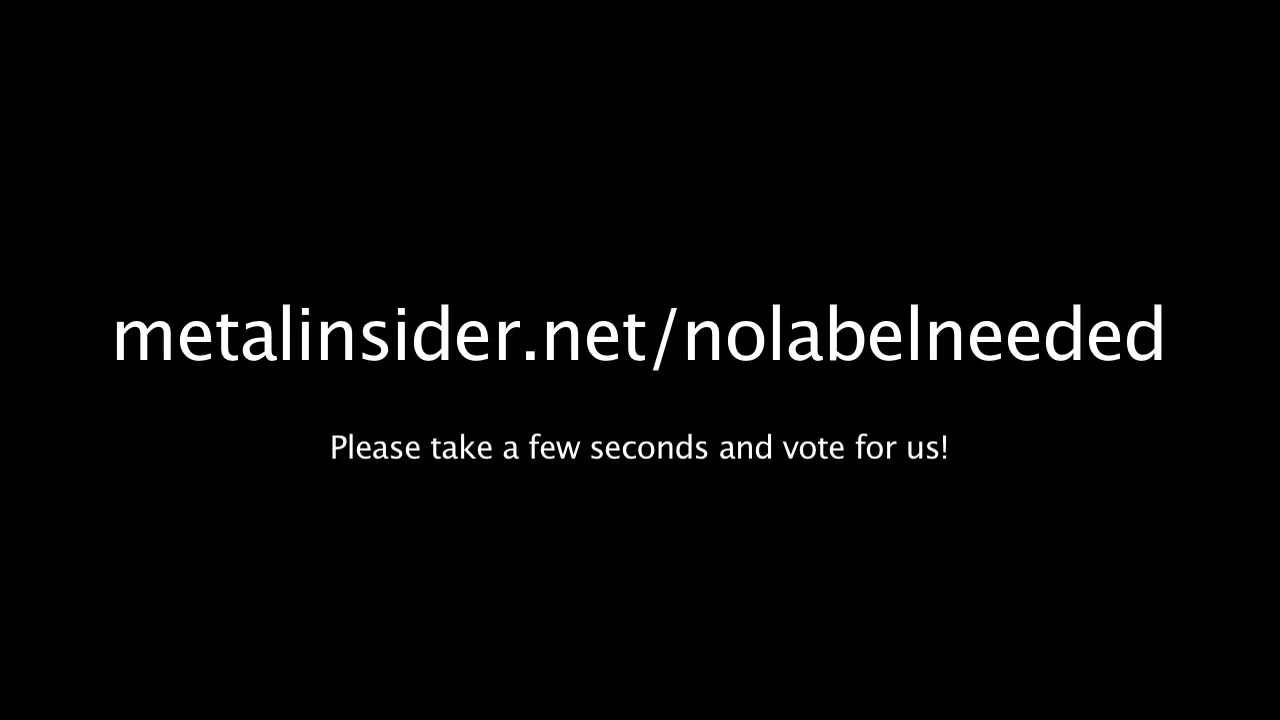 metalinsider.net/nolabelneeded
Please take a few seconds and vote for us!